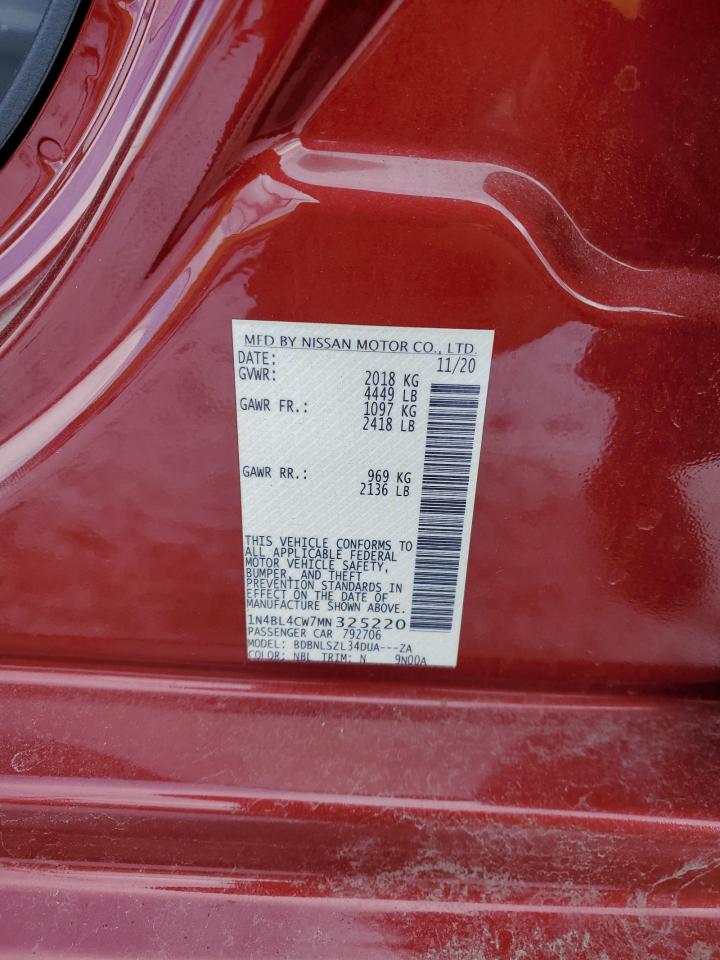 MFD BY NISSAN MOTOR CO., LTD.
DATE: 11/20
GVWR: 2018 KG
4449 LB
GAWR FR.: 1097 KG
2418 LB
GAWR RR.: 969 KG
2136 LB
THIS VEHICLE CONFORMS TO
ALL APPLICABLE FEDERAL
MOTOR VEHICLE SAFETY,
BUMPER, AND THEFT
PREVENTION STANDARDS IN
EFFECT ON THE DATE OF
MANUFACTURE SHOWN ABOVE.
1N4BL4CW7MN325220
PASSENGER CAR 792706
MODEL: BDBNLSZL34DUA---ZA
COLOR: NBL TRIM: N 9N00A